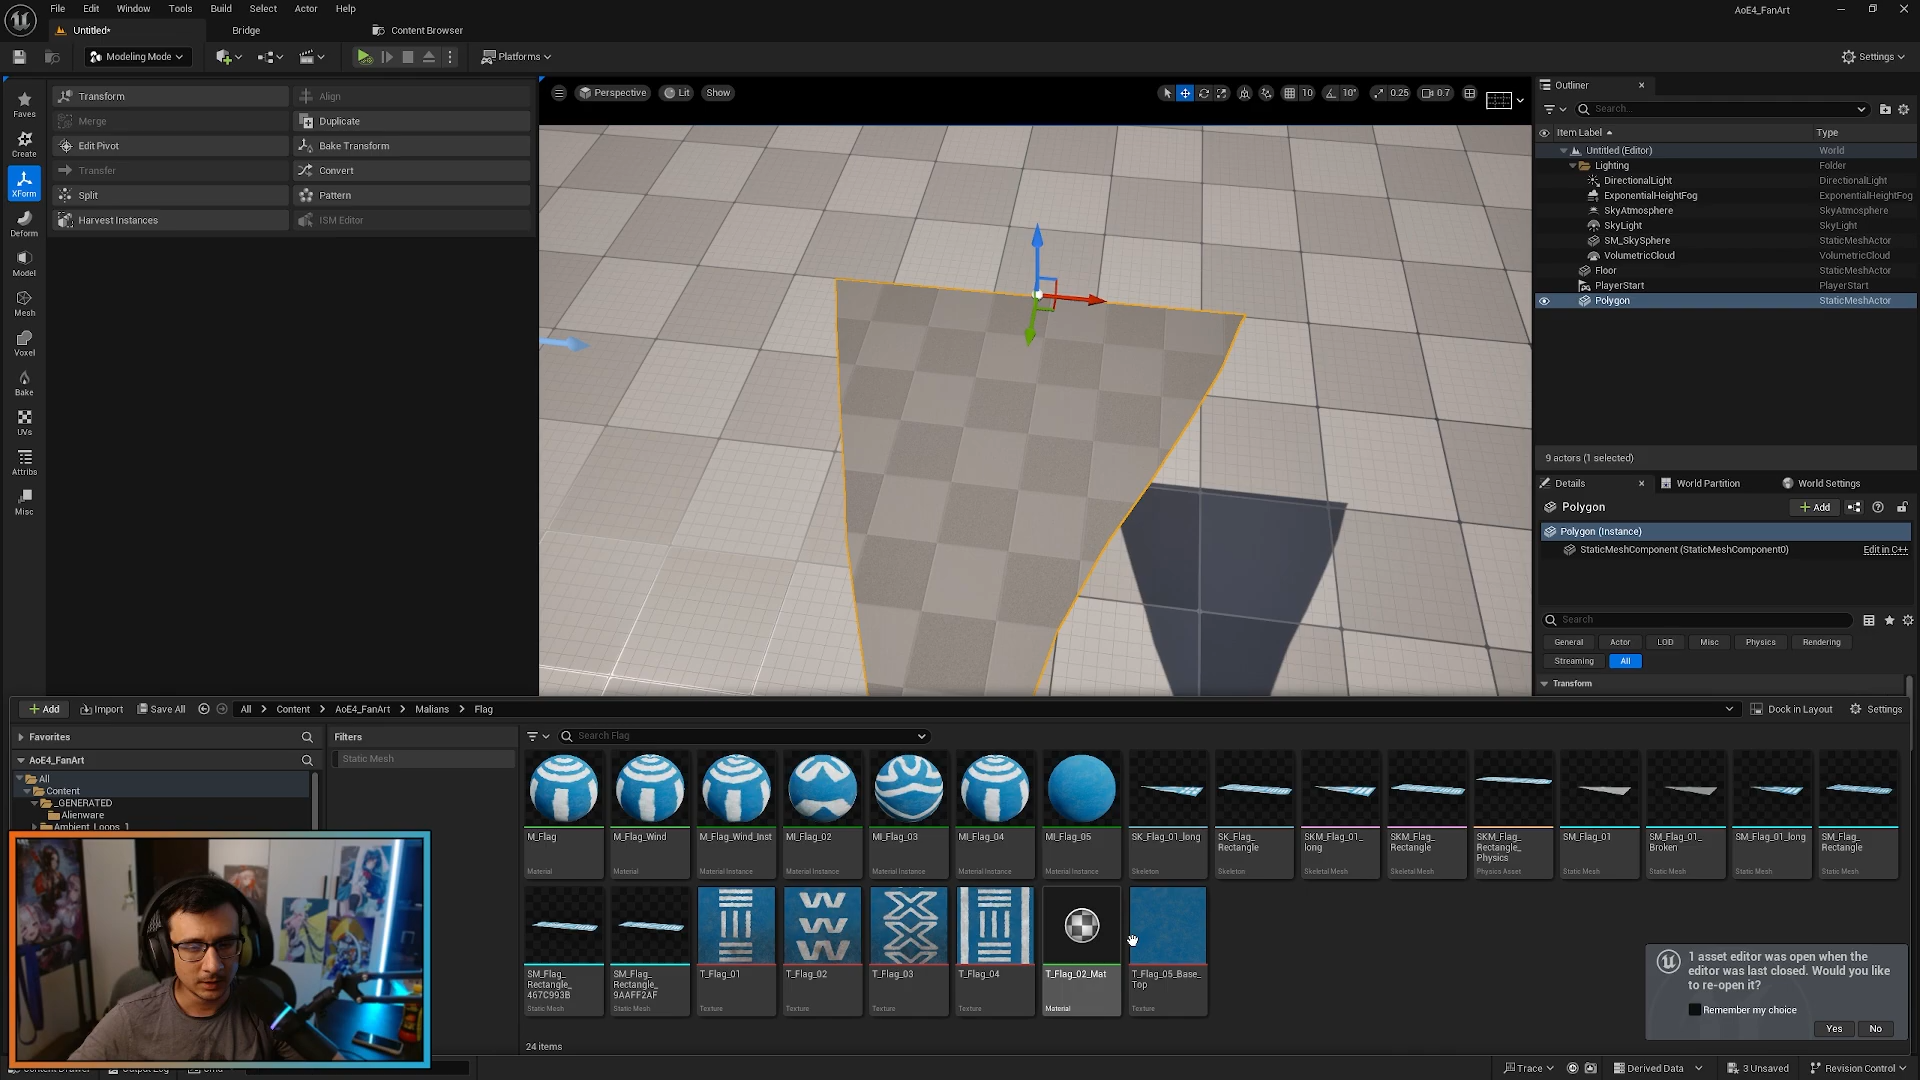 File Edit Window Tools Build Select Actor Help
AoE4_FanArt
Untitled*
Bridge
Content Browser
Modeling Mode
Platforms
Settings
Faves
Create
XForm
Deform
Model
Mesh
Voxel
Bake
UVs
Attribs
Misc
Transform
Align
Merge
Duplicate
Edit Pivot
Bake Transform
Transfer
Convert
Split
Pattern
Harvest Instances
ISM Editor
Perspective
Lit
Show
10
10°
0.25
0.7
Outliner
Search...
Item Label
Type
Untitled (Editor) World
Lighting Folder
DirectionalLight DirectionalLight
ExponentialHeightFog ExponentialHeightFog
SkyAtmosphere SkyAtmosphere
SkyLight SkyLight
SM_SkySphere StaticMeshActor
VolumetricCloud VolumetricCloud
Floor StaticMeshActor
PlayerStart PlayerStart
Polygon StaticMeshActor
9 actors (1 selected)
Details
World Partition
World Settings
Polygon
Add
Polygon (Instance)
StaticMeshComponent (StaticMeshComponent0)
Edit in C++
Search
General Actor LOD Misc Physics Rendering
Streaming All
Transform
Add
Import
Save All
All > Content > AoE4_FanArt > Malians > Flag
Dock in Layout
Settings
Favorites
AoE4_FanArt
All
Content
_GENERATED
Alienware
Ambient_Loops_1
Filters
Static Mesh
Search Flag
M_Flag
Material
M_Flag_Wind
Material
M_Flag_Wind_Inst
Material Instance
MI_Flag_02
Material Instance
MI_Flag_03
Material Instance
MI_Flag_04
Material Instance
MI_Flag_05
Material Instance
SK_Flag_01_long
Skeleton
SK_Flag_
Rectangle
Skeleton
SKM_Flag_01_
long
Skeletal Mesh
SKM_Flag_
Rectangle
Skeletal Mesh
SKM_Flag_
Rectangle_
Physics
Physics Asset
SM_Flag_01
Static Mesh
SM_Flag_01_
Broken
Static Mesh
SM_Flag_01_long
Static Mesh
SM_Flag_
Rectangle
Static Mesh
SM_Flag_
Rectangle_
467C993B
Static Mesh
SM_Flag_
Rectangle_
9AAFF2AF
Static Mesh
T_Flag_01
Texture
T_Flag_02
Texture
T_Flag_03
Texture
T_Flag_04
Texture
T_Flag_02_Mat
Material
T_Flag_05_Base_
Top
Texture
24 items
1 asset editor was open when the
editor was last closed. Would you like
to re-open it?
Remember my choice
Yes
No
Trace
Derived Data
3 Unsaved
Revision Control